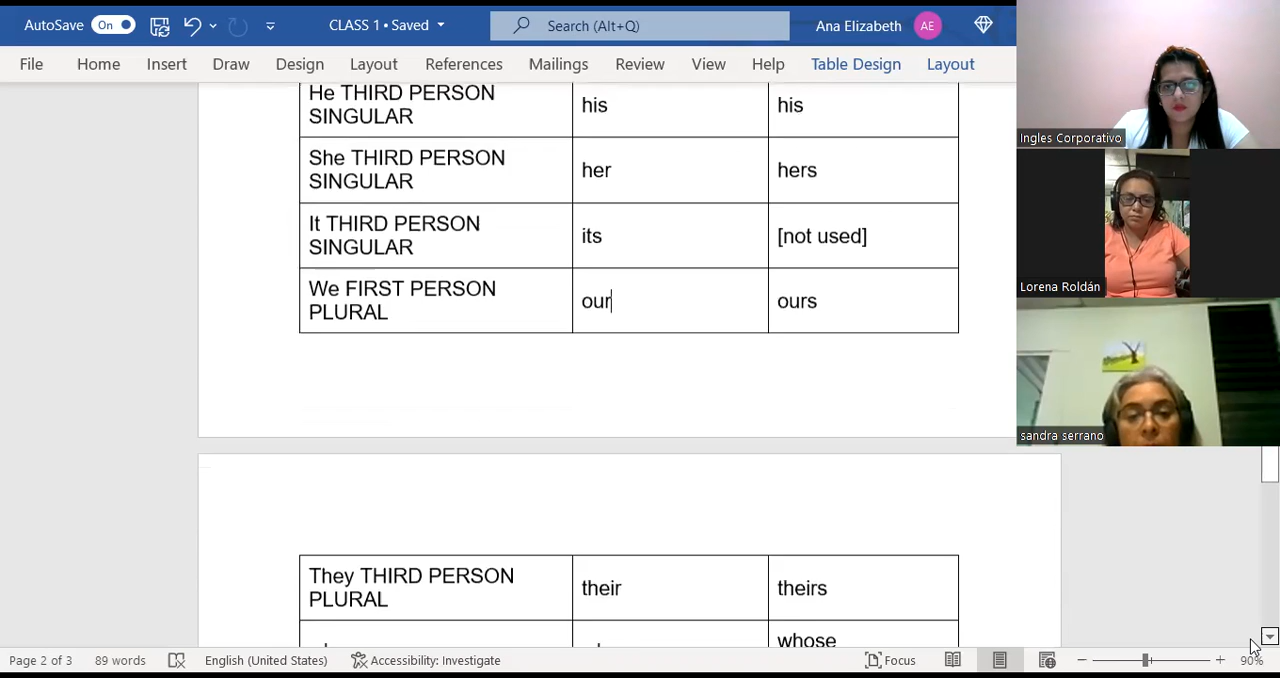 AutoSave On CLASS 1 • Saved Search (Alt+Q) Ana Elizabeth AE
File Home Insert Draw Design Layout References Mailings Review View Help Table Design Layout
He THIRD PERSON
SINGULAR
his
his
She THIRD PERSON
SINGULAR
her
hers
It THIRD PERSON
SINGULAR
its
[not used]
We FIRST PERSON
PLURAL
our
ours
They THIRD PERSON
PLURAL
their
theirs
whose
Ingles Corporativo
Lorena Roldán
sandra serrano
Page 2 of 3 89 words English (United States) Accessibility: Investigate Focus 90%